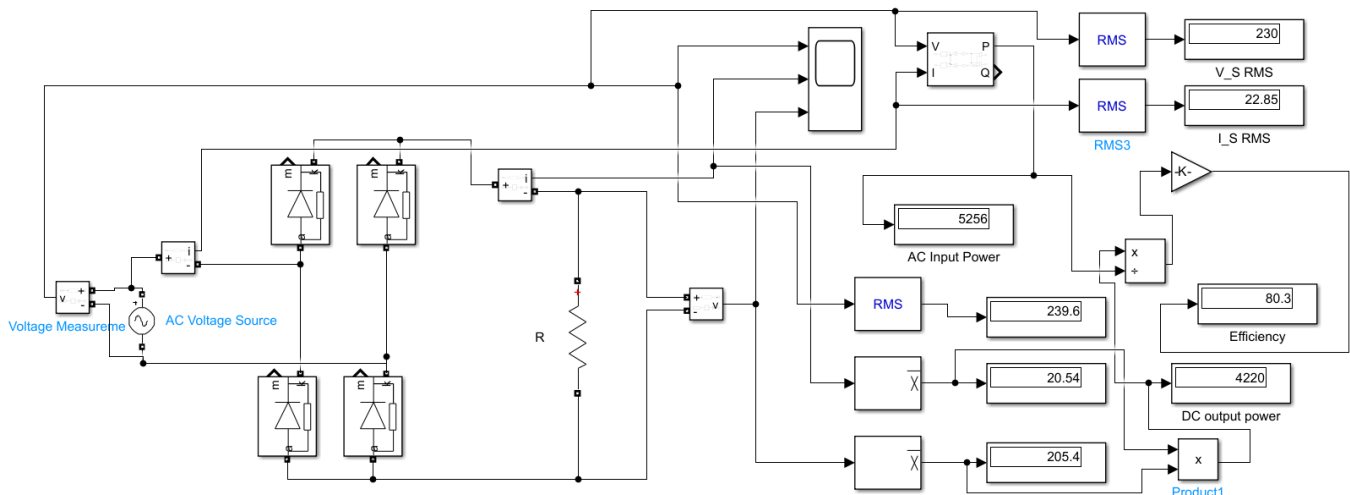 RMS
230
V_S RMS
V
P
I
Q
RMS
22.85
I_S RMS
RMS3
-K-
m
k
a
m
k
a
i
+
-
5256
AC Input Power
x
÷
i
+
-
v
+
-
Voltage Measureme
+
AC Voltage Source
R
+
+
-
v
RMS
239.6
80.3
Efficiency
m
k
a
m
k
a
X
20.54
4220
DC output power
X
205.4
x
Product1